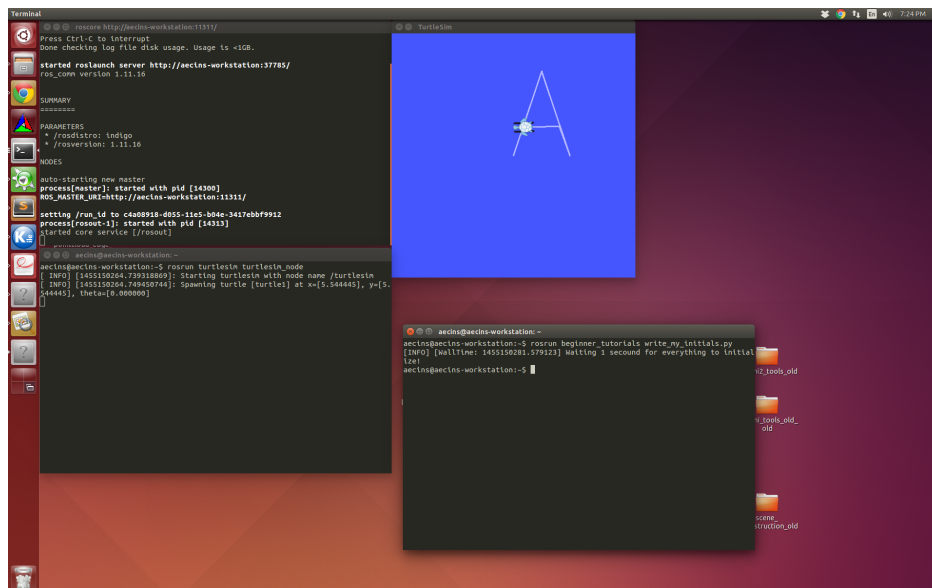 Terminal
En
7:24 PM
roscore http://aecins-workstation:11311/
Press Ctrl-C to interrupt
Done checking log file disk usage. Usage is <1GB.
started roslaunch server http://aecins-workstation:37785/
ros_comm version 1.11.16
SUMMARY
========
PARAMETERS
* /rosdistro: indigo
* /rosversion: 1.11.16
NODES
auto-starting new master
process[master]: started with pid [14300]
ROS_MASTER_URI=http://aecins-workstation:11311/
setting /run_id to c4a08918-d055-11e5-b04e-3417ebbf9912
process[rosout-1]: started with pid [14313]
started core service [/rosout]
TurtleSim
aecins@aecins-workstation: ~
aecins@aecins-workstation:~$ rosrun turtlesim turtlesim_node
[ INFO] [1455150264.739318869]: Starting turtlesim with node name /turtlesim
[ INFO] [1455150264.749450744]: Spawning turtle [turtle1] at x=[5.544445], y=[5.
544445], theta=[0.000000]
aecins@aecins-workstation: ~
aecins@aecins-workstation:~$ rosrun beginner_tutorials write_my_inittials.py
[INFO] [WallTime: 1455150281.579123] Waiting 1 secound for everything to initial
ize!
aecins@aecins-workstation:~$
i2_tools_old
i_tools_old_
old
scene_
struction_old